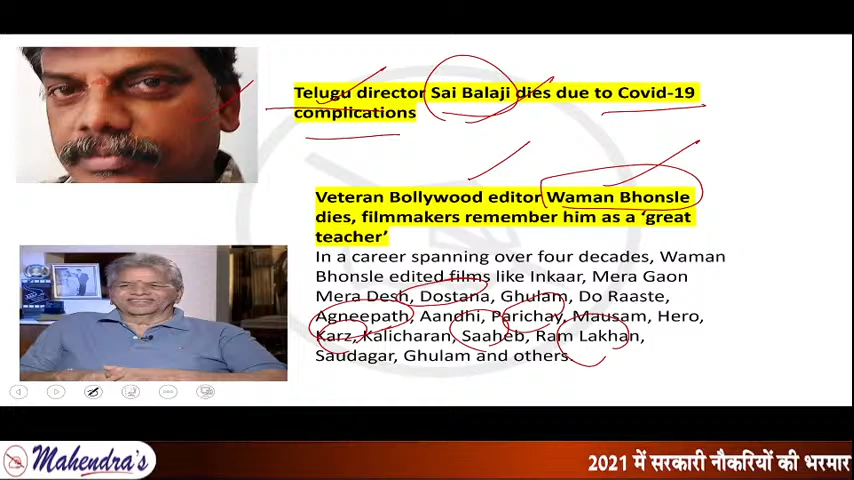 Telugu director Sai Balaji dies due to Covid-19
complications
Veteran Bollywood editor Waman Bhonsle
dies, filmmakers remember him as a ‘great
teacher’
In a career spanning over four decades, Waman
Bhonsle edited films like Inkaar, Mera Gaon
Mera Desh, Dostana, Ghulam, Do Raaste,
Agneepath, Aandhi, Parichay, Mausam, Hero,
Karz, Kalicharan, Saaheb, Ram Lakhan,
Saudagar, Ghulam and others.
Mahendra's
2021 में सरकारी नौकरियों की भरमार